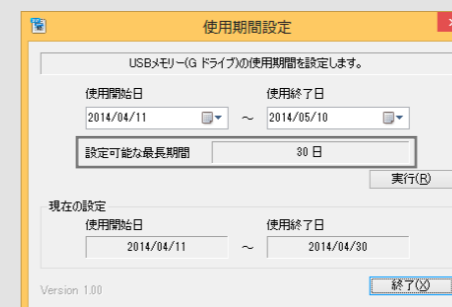 使用期間設定
USBメモリー(G ドライブ)の使用期間を設定します。
使用開始日 使用終了日
2014/04/11 ～ 2014/05/10
設定可能な最長期間 30 日
実行(R)
現在の設定
使用開始日 使用終了日
2014/04/11 ～ 2014/04/30
Version 1.00 終了(X)